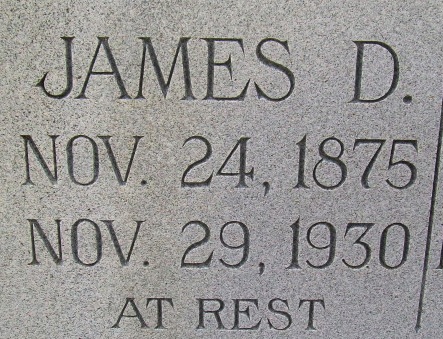 JAMES D.
NOV. 24, 1875
NOV. 29, 1930
AT REST